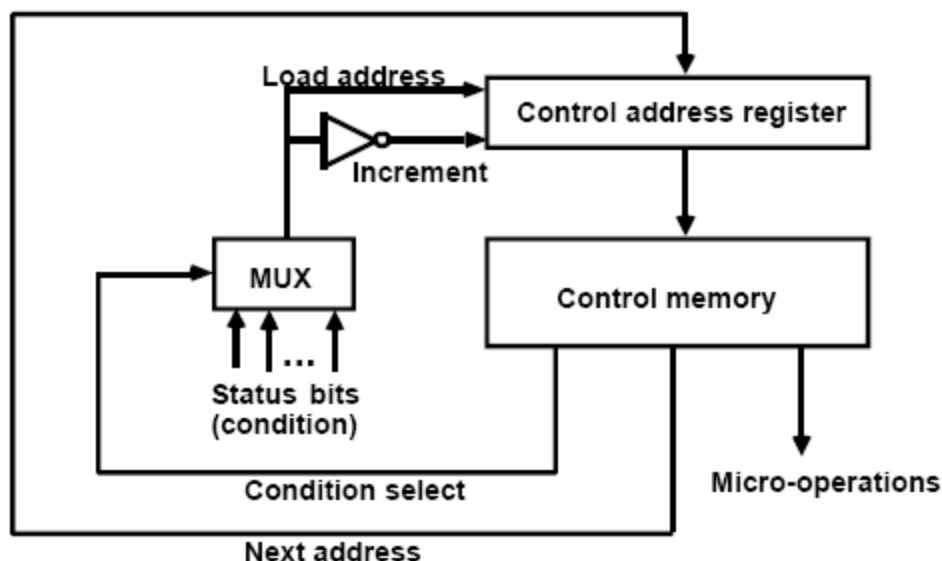 Load address
Control address register
Increment
MUX
Control memory
...
Status bits
(condition)
Micro-operations
Condition select
Next address